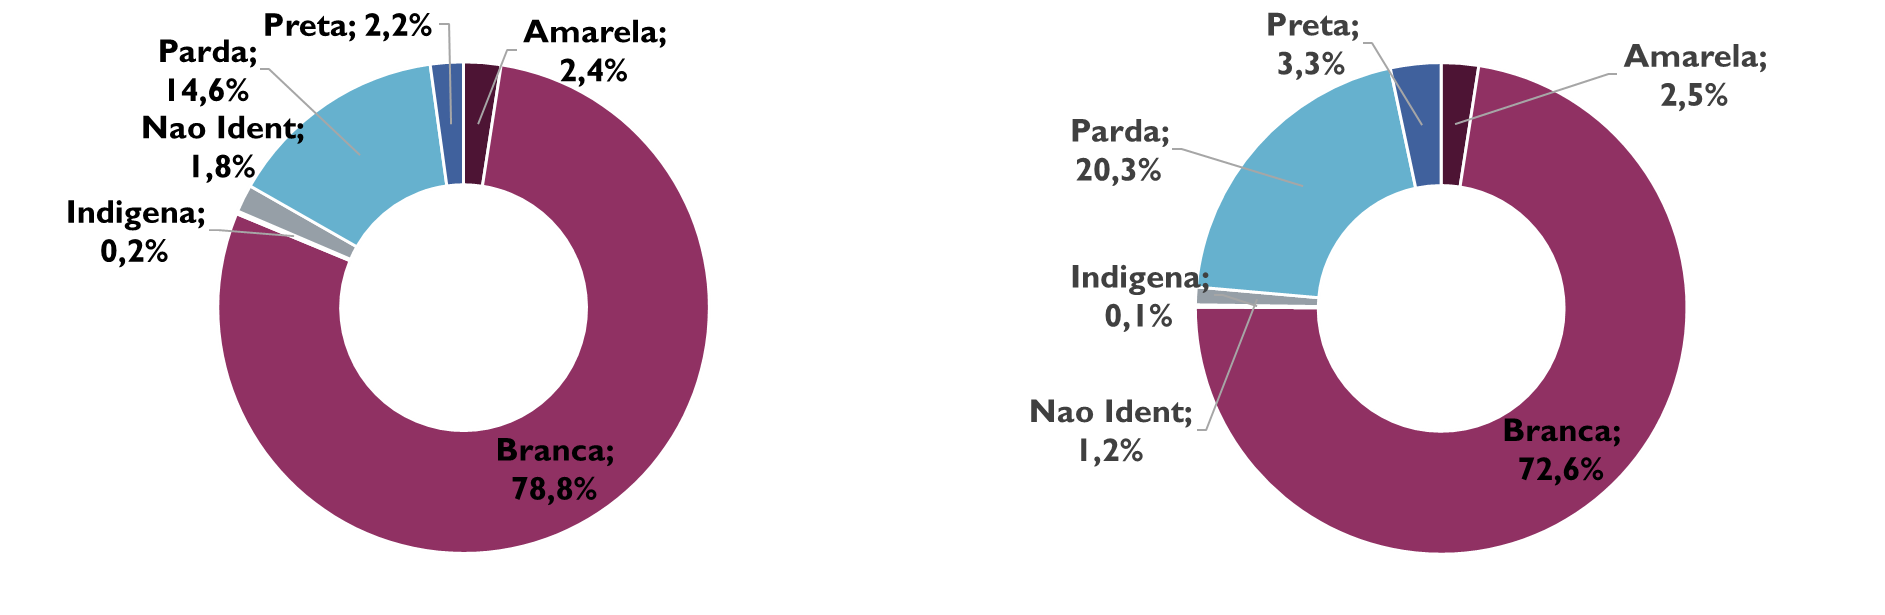 Preta; 2,2%
Amarela;
2,4%
Parda;
14,6%
Nao Ident;
1,8%
Indigena;
0,2%
Branca;
78,8%
Preta;
3,3%
Amarela;
2,5%
Parda;
20,3%
Indigena;
0,1%
Nao Ident;
1,2%
Branca;
72,6%